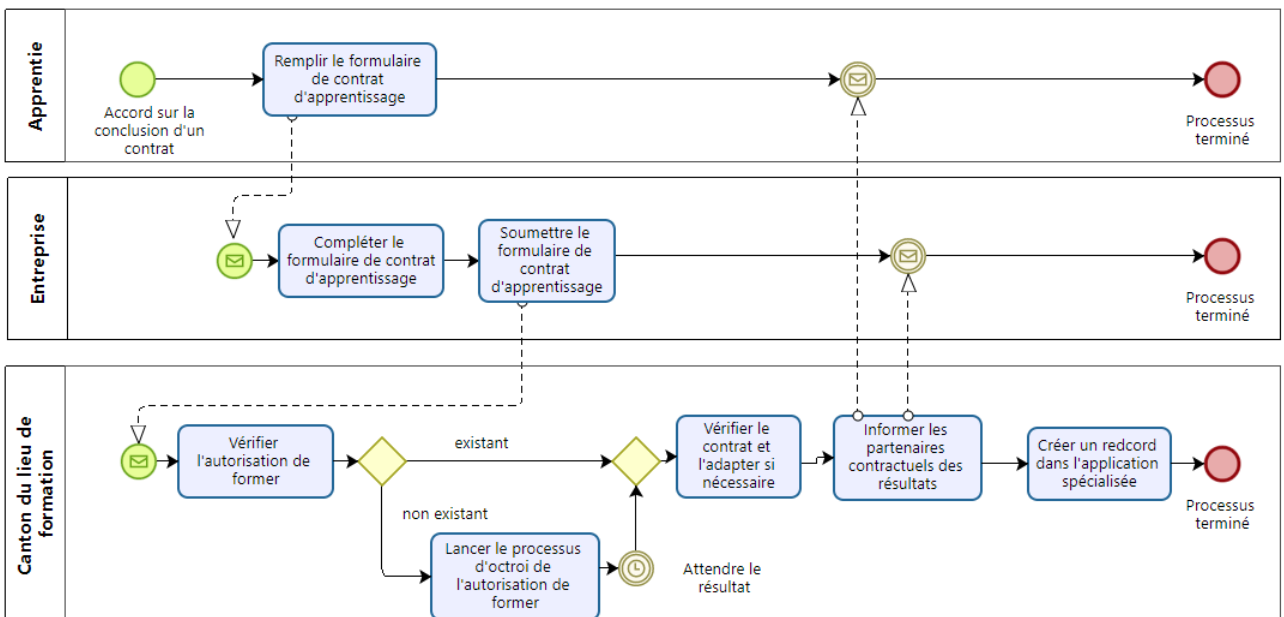 Apprentie
Accord sur la
conclusion d'un
contrat
Remplir le formulaire
de contrat
d'apprentissage
Processus
terminé
Entreprise
Compléter le
formulaire de contrat
d'apprentissage
Soumettre le
formulaire de
contrat
d'apprentissage
Processus
terminé
Canton du lieu de
formation
Vérifier
l'autorisation de
former
existant
non existant
Lancer le processus
d'octroi de
l'autorisation de
former
Attendre le
résultat
Vérifier le
contrat et
l'adapter si
nécessaire
Informer les
partenaires
contractuels des
résultats
Créer un redcord
dans l'application
spécialisée
Processus
terminé